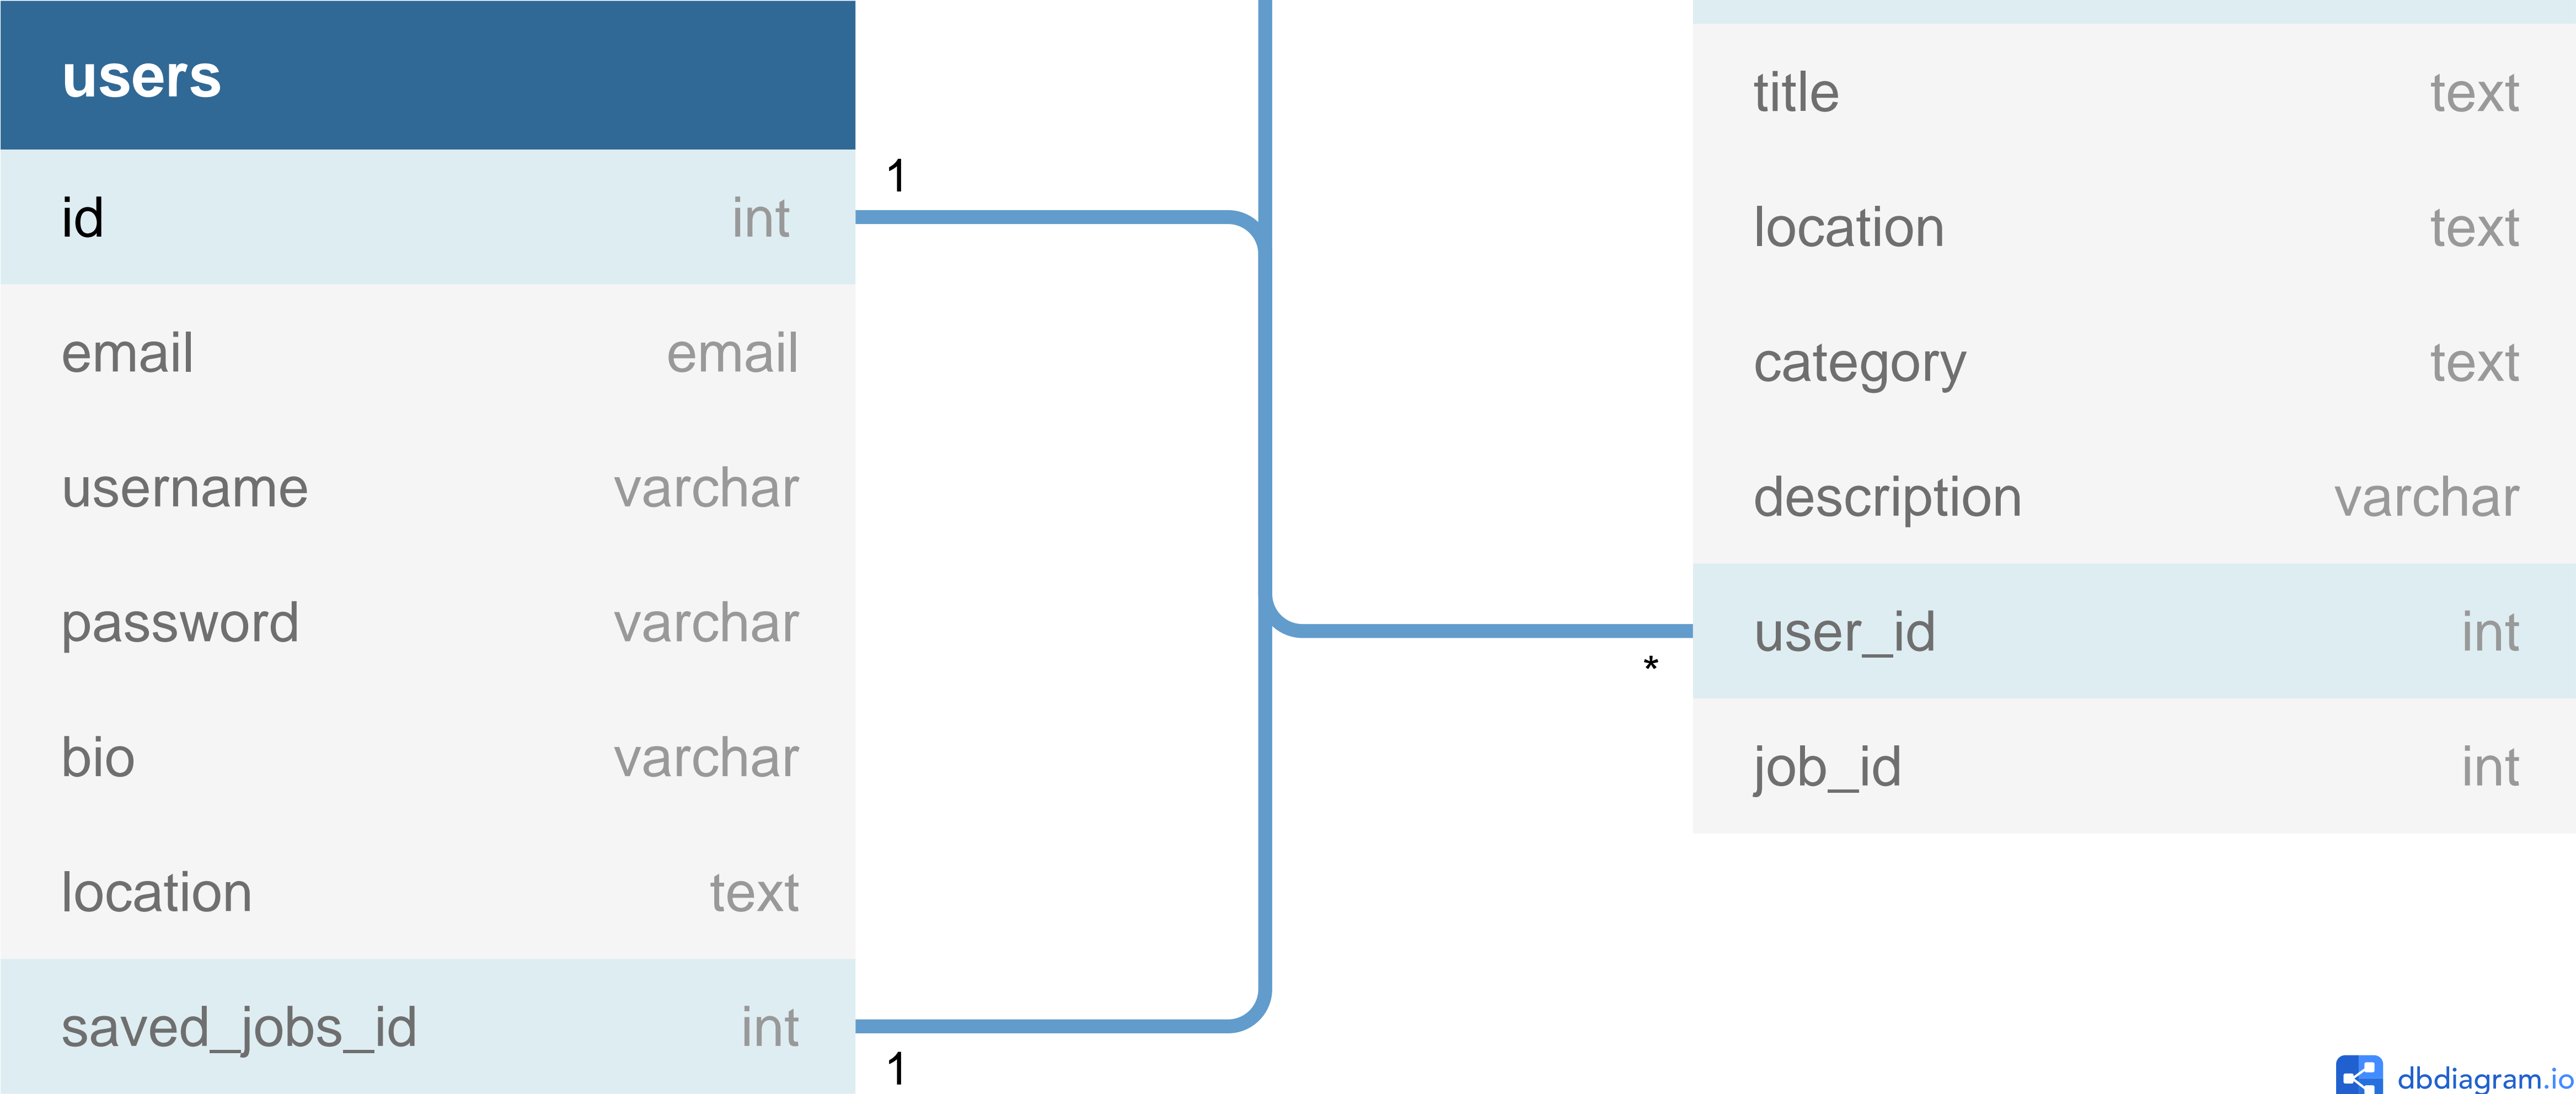 users
id int
email email
username varchar
password varchar
bio varchar
location text
saved_jobs_id int
1
1
*
title text
location text
category text
description varchar
user_id int
job_id int
dbdiagram.io